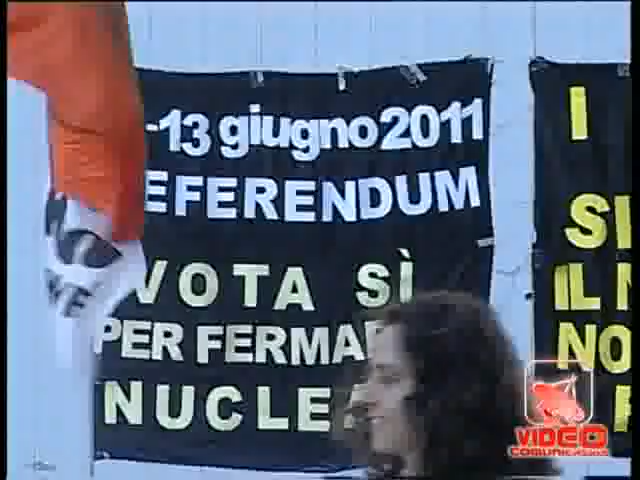 -13 giugno 2011
EFERENDUM
VOTA SÌ
PER FERMA
NUCLE
I
SI
IL
NO
VIDEO
COMUNICAZIONI